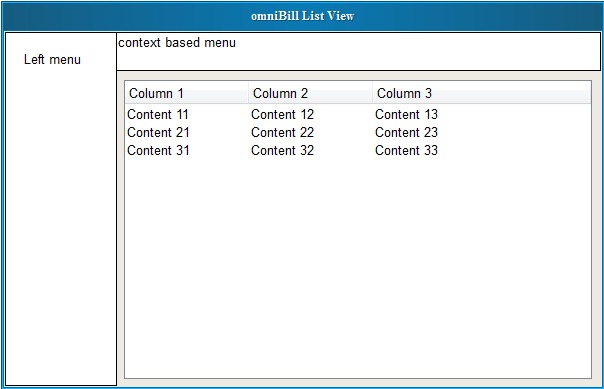 omniBill List View
Left menu
context based menu
Column 1 Column 2 Column 3
Content 11 Content 12 Content 13
Content 21 Content 22 Content 23
Content 31 Content 32 Content 33